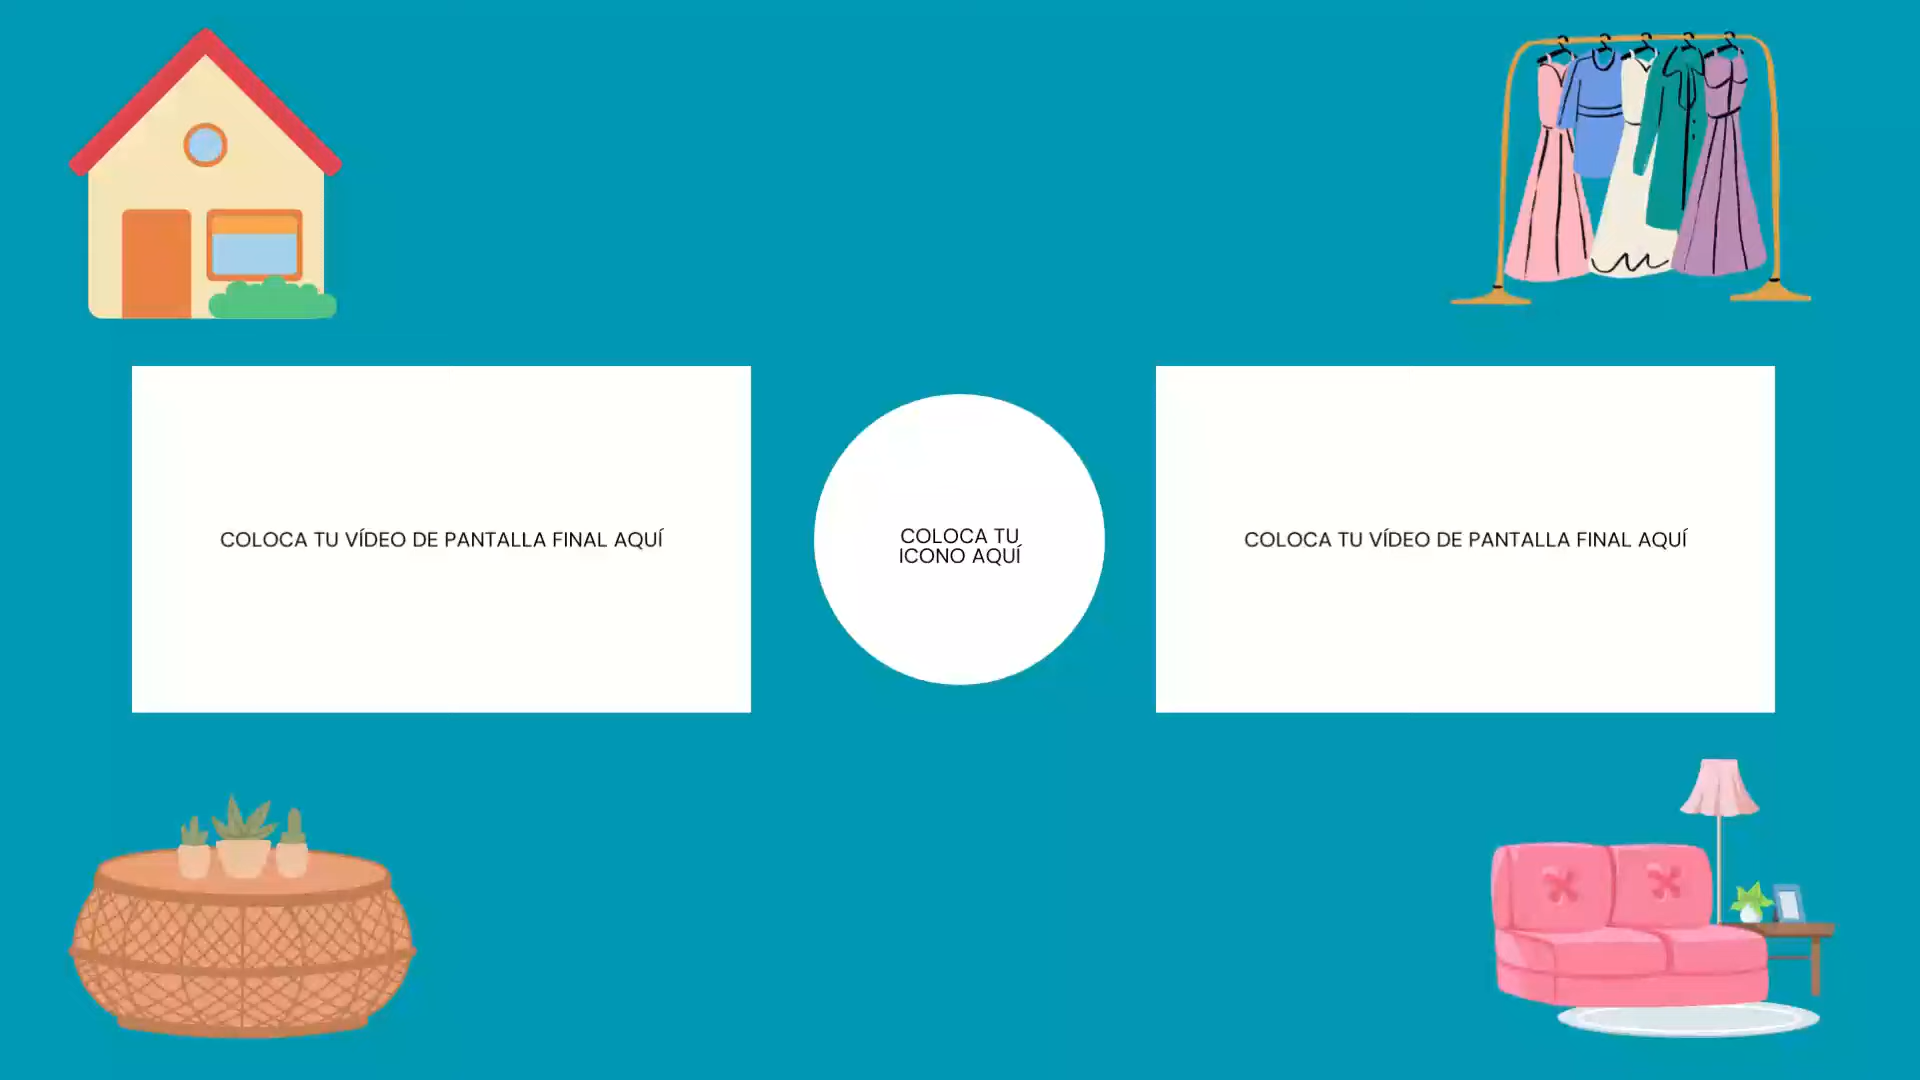 COLOCA TU VÍDEO DE PANTALLA FINAL AQUÍ
COLOCA TU
ICONO AQUÍ
COLOCA TU VÍDEO DE PANTALLA FINAL AQUÍ